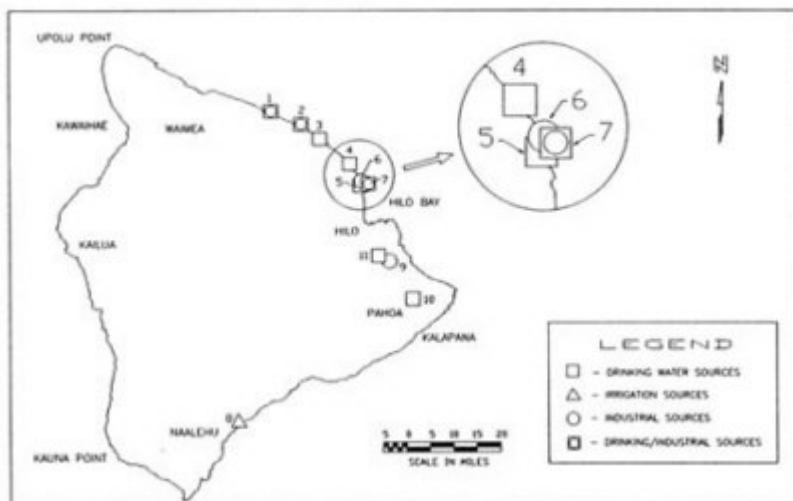 UPOLU POINT
KAWAIHAE
WAIMEA
1
2
3
4
6
5
7
4
6
5
7
HILO BAY
HILO
KAILUA
11
9
10
PAHOA
KALAPANA
8
NAALEHU
KAUNA POINT
5 0 5 10 15 20
SCALE IN MILES
LEGEND
- DRINKING WATER SOURCES
- IRRIGATION SOURCES
- INDUSTRIAL SOURCES
- DRINKING/INDUSTRIAL SOURCES